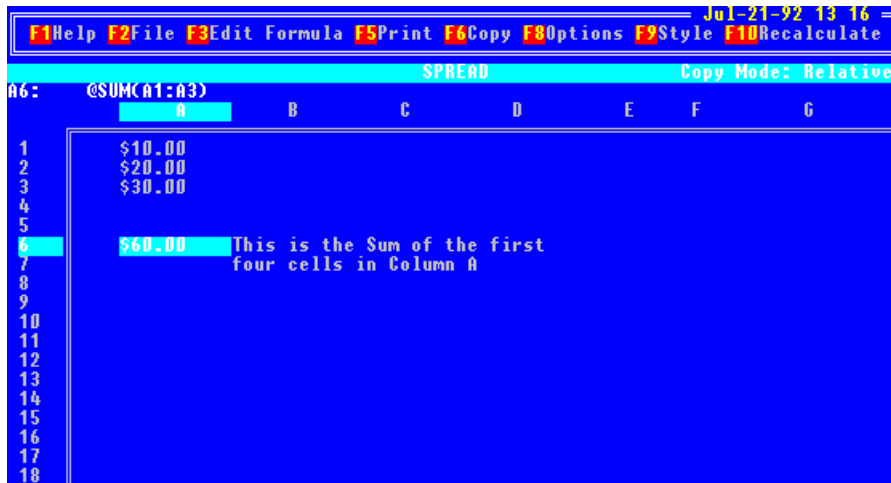 Jul-21-92 13 16
F1Help F2File F3Edit Formula F5Print F6Copy F8Options F9Style F10Recalculate
SPREAD Copy Mode: Relative
A6: @SUM(A1:A3)
A B C D E F G
1 $10.00
2 $20.00
3 $30.00
4
5
6 $60.00 This is the Sum of the first
7 four cells in Column A
8
9
10
11
12
13
14
15
16
17
18